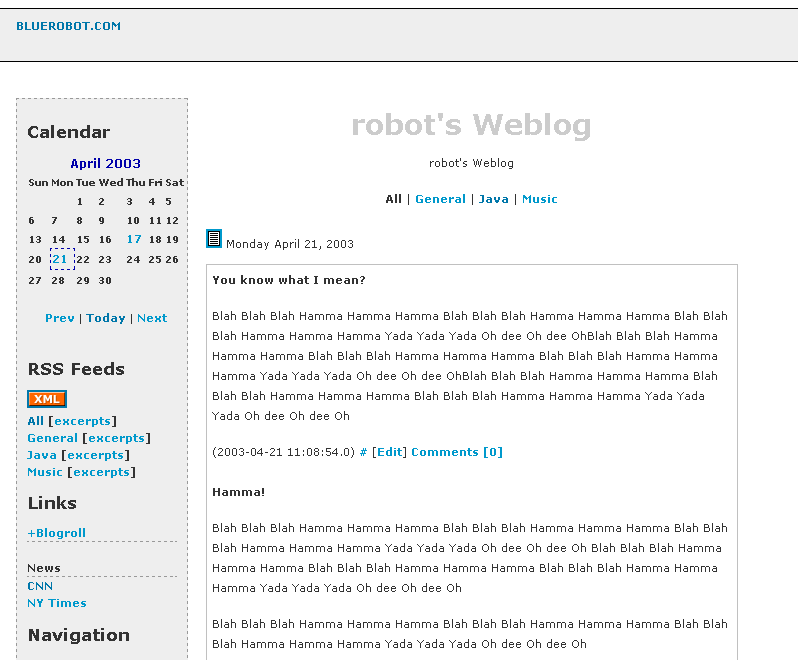 BLUEROBOT.COM
Calendar
April 2003
Sun Mon Tue Wed Thu Fri Sat
1 2 3 4 5
6 7 8 9 10 11 12
13 14 15 16 17 18 19
20 21 22 23 24 25 26
27 28 29 30
Prev | Today | Next
RSS Feeds
XML
All [excerpts]
General [excerpts]
Java [excerpts]
Music [excerpts]
Links
+Blogroll
News
CNN
NY Times
Navigation
robot's Weblog
robot's Weblog
All | General | Java | Music
Monday April 21, 2003
You know what I mean?
Blah Blah Blah Hamma Hamma Hamma Blah Blah Blah Hamma Hamma Hamma Blah Blah
Blah Hamma Hamma Hamma Yada Yada Yada Oh dee Oh dee OhBlah Blah Blah Hamma
Hamma Hamma Blah Blah Blah Hamma Hamma Hamma Blah Blah Blah Hamma Hamma
Hamma Yada Yada Yada Oh dee Oh dee OhBlah Blah Blah Hamma Hamma Hamma Blah
Blah Blah Hamma Hamma Hamma Blah Blah Blah Hamma Hamma Hamma Yada Yada
Yada Oh dee Oh dee Oh
(2003-04-21 11:08:54.0) # [Edit] Comments [0]
Hamma!
Blah Blah Blah Hamma Hamma Hamma Blah Blah Blah Hamma Hamma Hamma Blah Blah
Blah Hamma Hamma Hamma Yada Yada Yada Oh dee Oh dee Oh Blah Blah Blah Hamma
Hamma Hamma Blah Blah Blah Hamma Hamma Hamma Blah Blah Blah Hamma Hamma
Hamma Yada Yada Yada Oh dee Oh dee Oh
Blah Blah Blah Hamma Hamma Hamma Blah Blah Blah Hamma Hamma Hamma Blah Blah
Blah Hamma Hamma Hamma Yada Yada Yada Oh dee Oh dee Oh